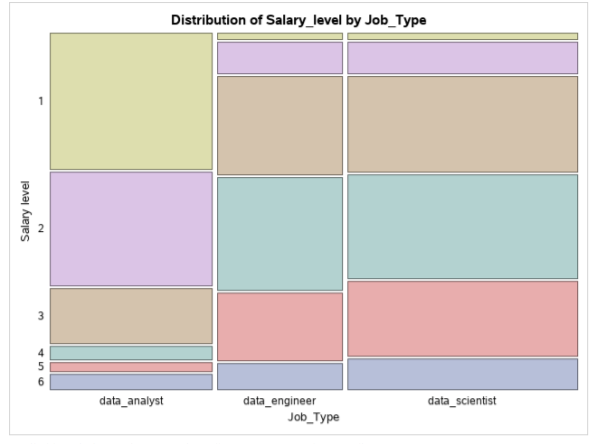 Distribution of Salary_level by Job_Type
Salary level
1
2
3
4
5
6
data_analyst data_engineer data_scientist
Job_Type